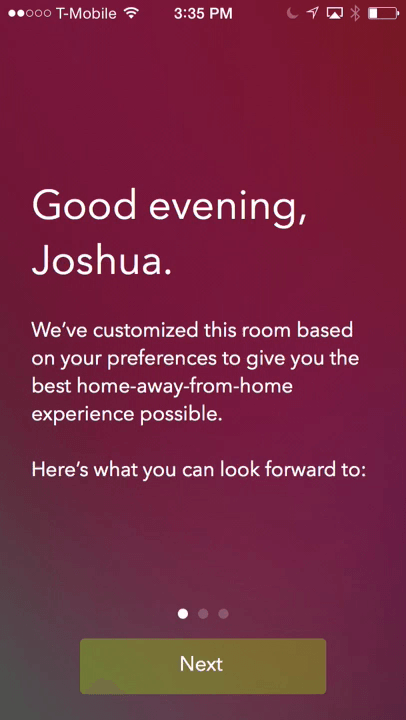 T-Mobile 3:35 PM
Good evening,
Joshua.
We’ve customized this room based
on your preferences to give you the
best home-away-from-home
experience possible.
Here’s what you can look forward to:
Next